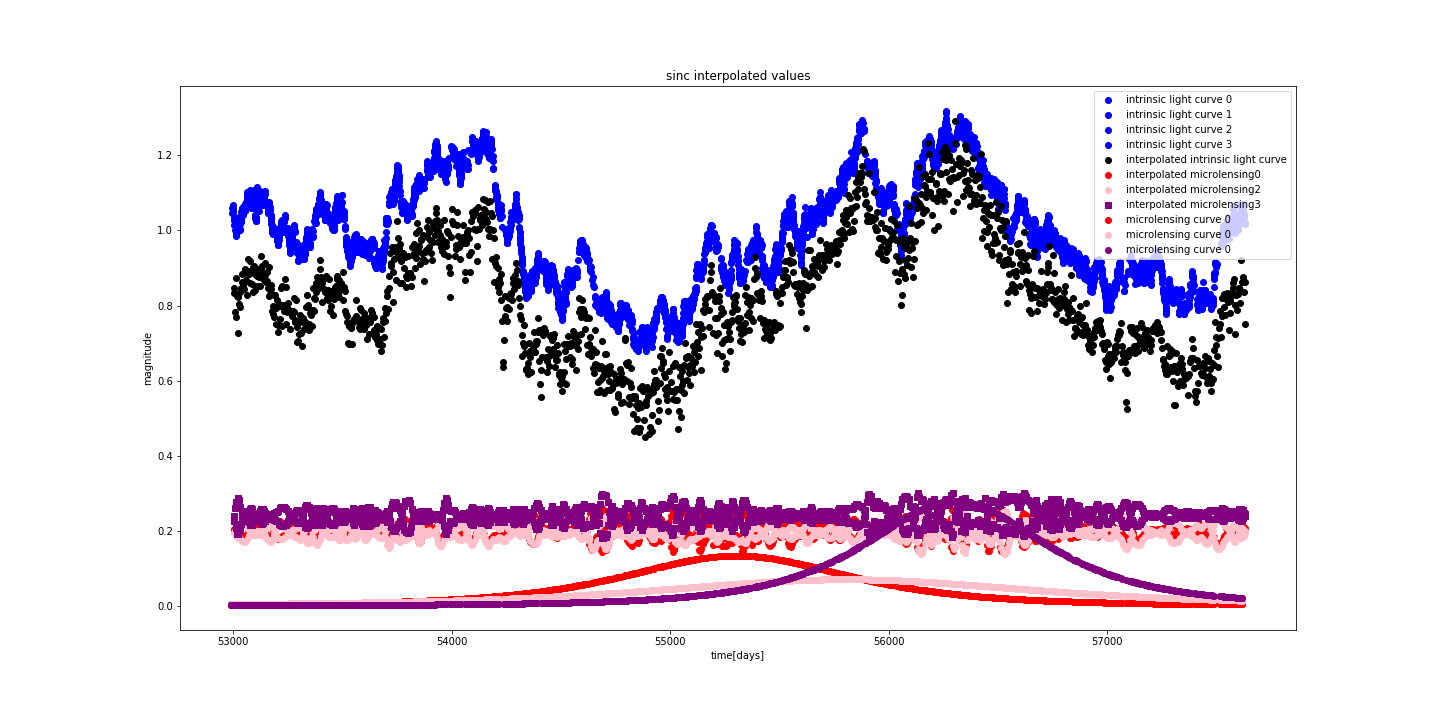 sinc interpolated values
intrinsic light curve 0
intrinsic light curve 1
intrinsic light curve 2
intrinsic light curve 3
interpolated intrinsic light curve
interpolated microlensing0
interpolated microlensing2
interpolated microlensing3
microlensing curve 0
microlensing curve 0
microlensing curve 0
1.2
1.0
0.8
0.6
0.4
0.2
0.0
magnitude
53000 54000 55000 56000 57000
time[days]